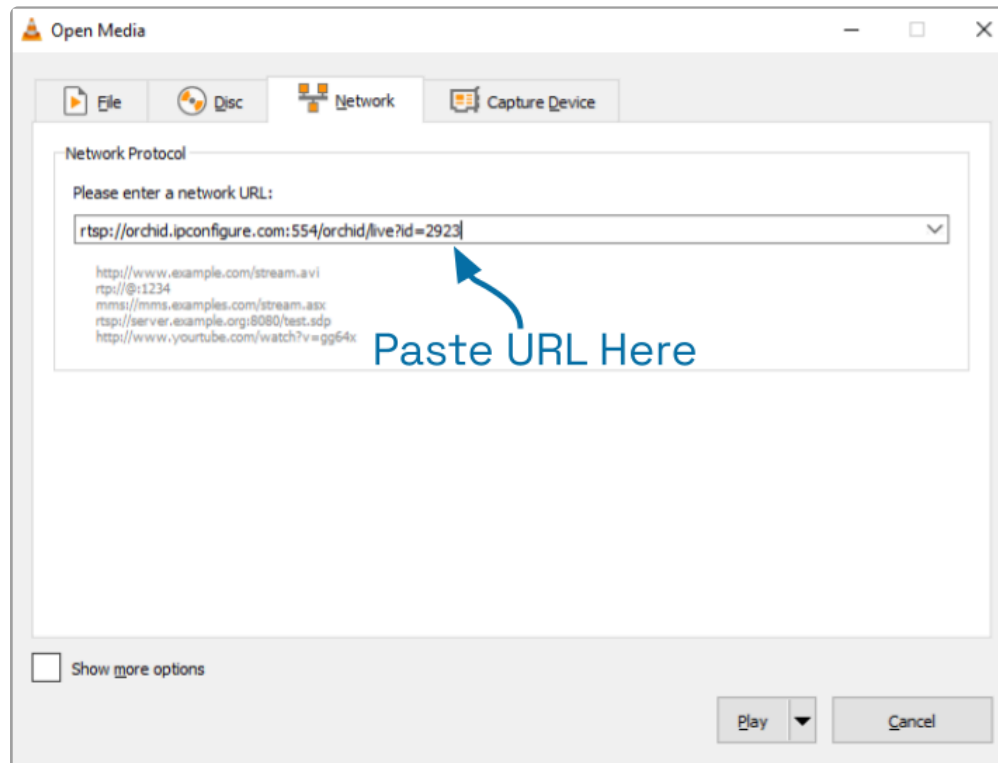 Open Media
File Disc Network Capture Device
Network Protocol
Please enter a network URL:
rtsp://orchid.ipconfigure.com:554/orchid/live?id=2923
http://www.example.com/stream.avi
rtp://@:1234
mms://mms.examples.com/stream.asx
rtsp://server.example.org:8080/test.sdp
http://www.yourtube.com/watch?v=gg64x
Paste URL Here
Show more options
Play Cancel